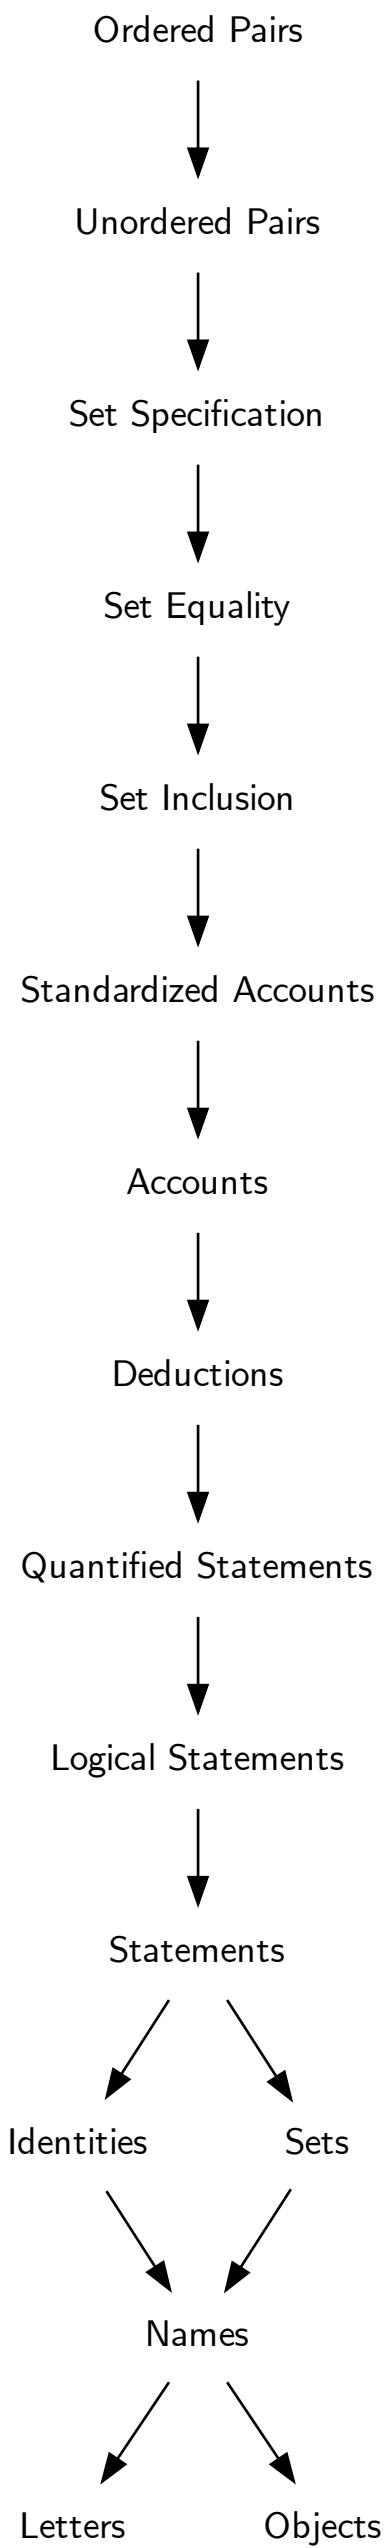 Ordered Pairs
Unordered Pairs
Set Specification
Set Equality
Set Inclusion
Standardized Accounts
Accounts
Deductions
Quantified Statements
Logical Statements
Statements
Identities
Sets
Names
Letters
Objects